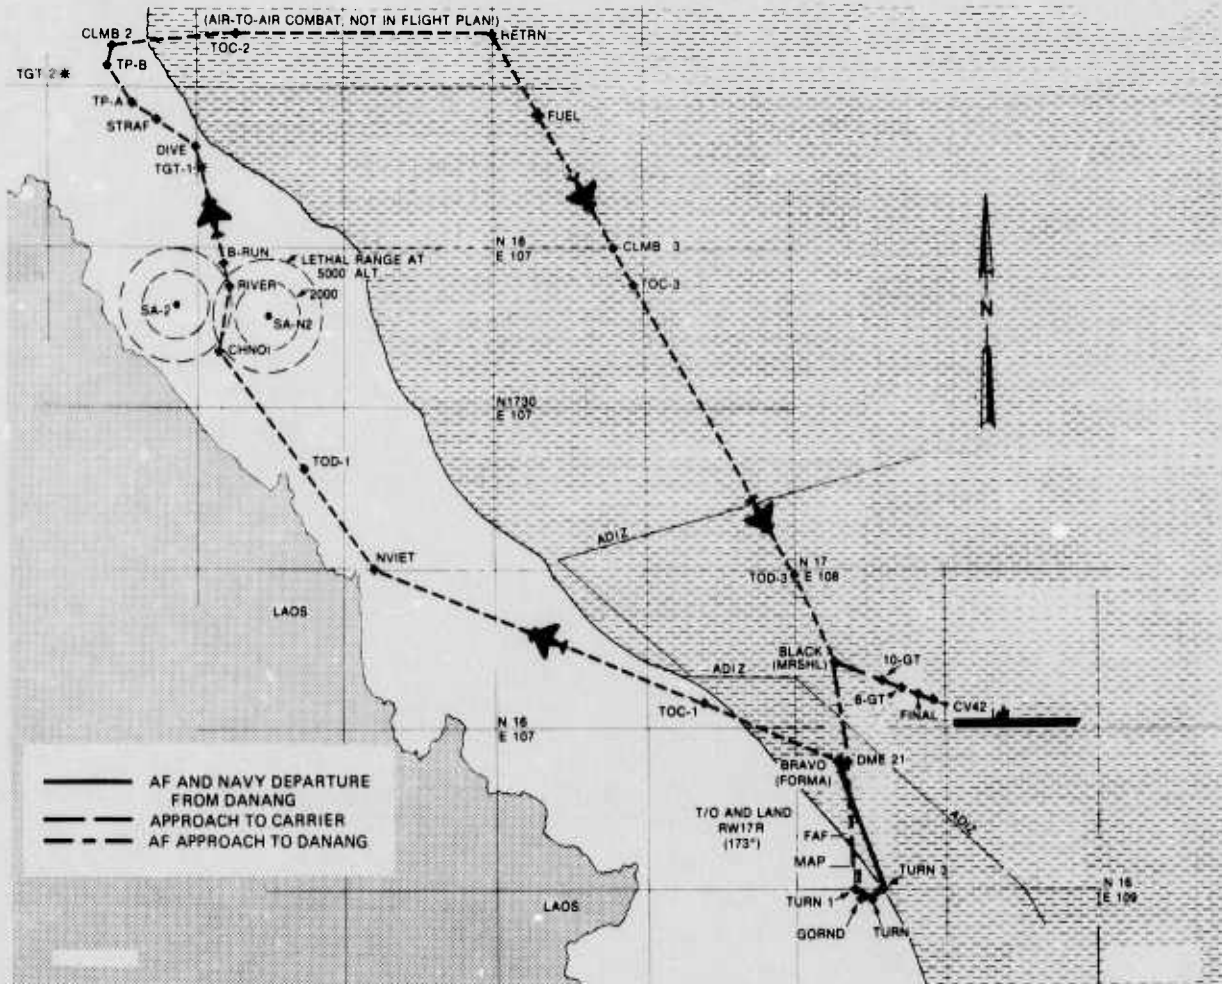 (AIR-TO-AIR COMBAT, NOT IN FLIGHT PLAN!)
CLMB 2
TOC-2
RETRN
TP-B
TGT 2
TP-A
STRAF
FUEL
DIVE
TGT-1
B-RUN
LETHAL RANGE AT
5000 ALT.
N 18
E 107
CLMB 3
RIVER
2000
TOC-3
SA-2
SA-N2
N
CHNOI
N1730
E 107
TOD-1
ADIZ
NVIET
N 17
E 108
TOD-3
LAOS
BLACK
(MRSHL)
10-GT
ADIZ
6-GT
FINAL
CV42
TOC-1
N 16
E 107
BRAVO
(FORMA)
DME 21
AF AND NAVY DEPARTURE
FROM DANANG
APPROACH TO CARRIER
AF APPROACH TO DANANG
T/O AND LAND
RW17R
(173°)
ADIZ
FAF
MAP
TURN 3
TURN 1
N 16
E 109
LAOS
GORND
TURN